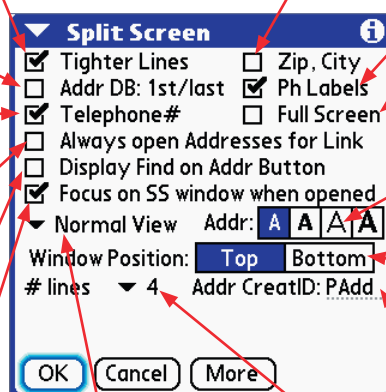 Split Screen i
Tighter Lines Zip, City
Addr DB: 1st/last Ph Labels
Telephone# Full Screen
Always open Addresses for Link
Display Find on Addr Button
Focus on SS window when opened
Normal View Addr: A A A A
Window Position: Top Bottom
# lines 4 Addr CreatID: PAdd
OK Cancel More